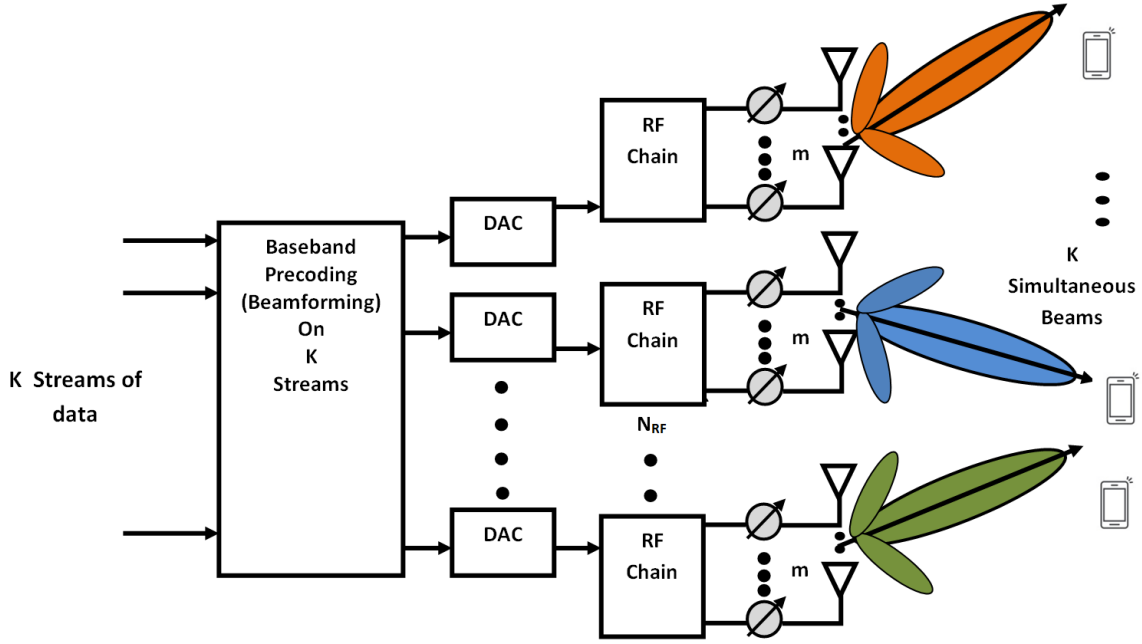 K Streams of
data
Baseband
Precoding
(Beamforming)
On
K
Streams
DAC
DAC
DAC
RF
Chain
RF
Chain
NRF
RF
Chain
m
m
m
K
Simultaneous
Beams